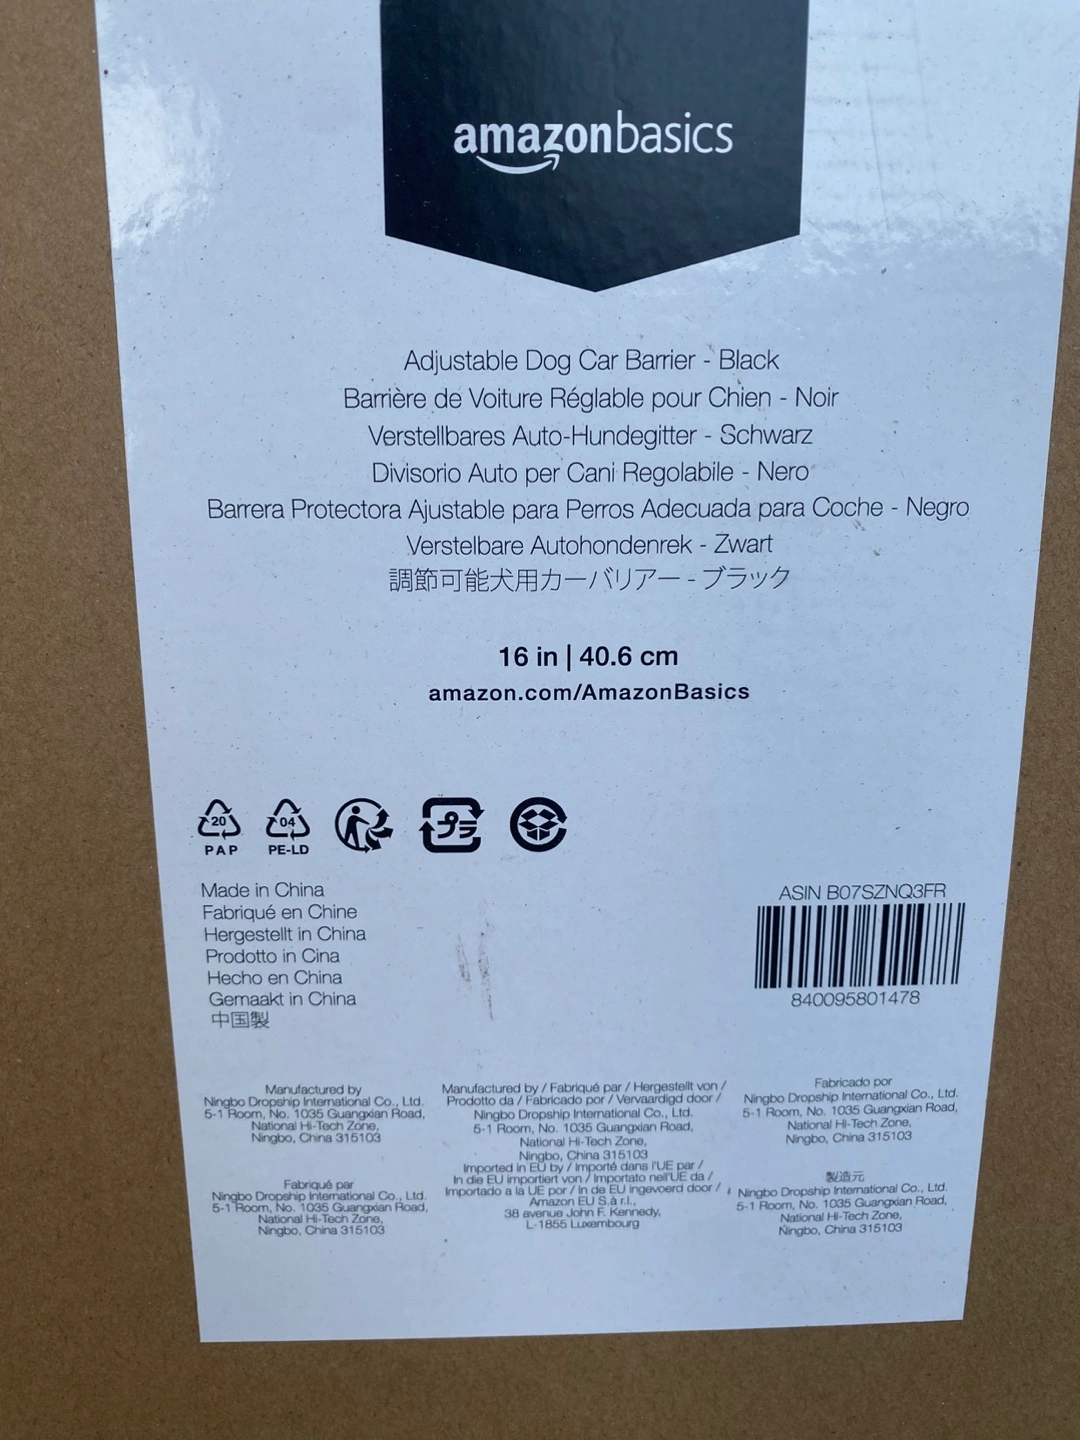 amazonbasics
Adjustable Dog Car Barrier - Black
Barrière de Voiture Réglable pour Chien - Noir
Verstellbares Auto-Hundegitter - Schwarz
Divisorio Auto per Cani Regolabile - Nero
Barrera Protectora Ajustable para Perros Adecuada para Coche - Negro
Verstelbare Autohondenrek - Zwart
調節可能犬用カーバリアー - ブラック
16 in | 40.6 cm
amazon.com/AmazonBasics
20
PAP
04
PE-LD
プラ
Made in China
Fabriqué en Chine
Hergestellt in China
Prodotto in Cina
Hecho en China
Gemaakt in China
中国製
ASIN B07SZNQ3FR
840095801478
Manufactured by
Ningbo Dropship International Co., Ltd.
5-1 Room, No. 1035 Guangxian Road,
National Hi-Tech Zone,
Ningbo, China 315103
Fabriqué par
Ningbo Dropship International Co., Ltd.
5-1 Room, No. 1035 Guangxian Road,
National Hi-Tech Zone,
Ningbo, China 315103
Manufactured by / Fabriqué par / Hergestellt von /
Prodotto da / Fabricado por / Vervaardigd door /
Ningbo Dropship International Co., Ltd.
5-1 Room, No. 1035 Guangxian Road,
National Hi-Tech Zone,
Ningbo, China 315103
Imported in EU by / Importé dans l'UE par /
In die EU importiert von / Importato nell'UE da /
Importado a la UE por / In de EU ingevoerd door /
Amazon EU S.à r.l.,
38 avenue John F. Kennedy,
L-1855 Luxembourg
Fabricado por
Ningbo Dropship International Co., Ltd.
5-1 Room, No. 1035 Guangxian Road,
National Hi-Tech Zone,
Ningbo, China 315103
製造元
Ningbo Dropship International Co., Ltd.
5-1 Room, No. 1035 Guangxian Road,
National Hi-Tech Zone,
Ningbo, China 315103